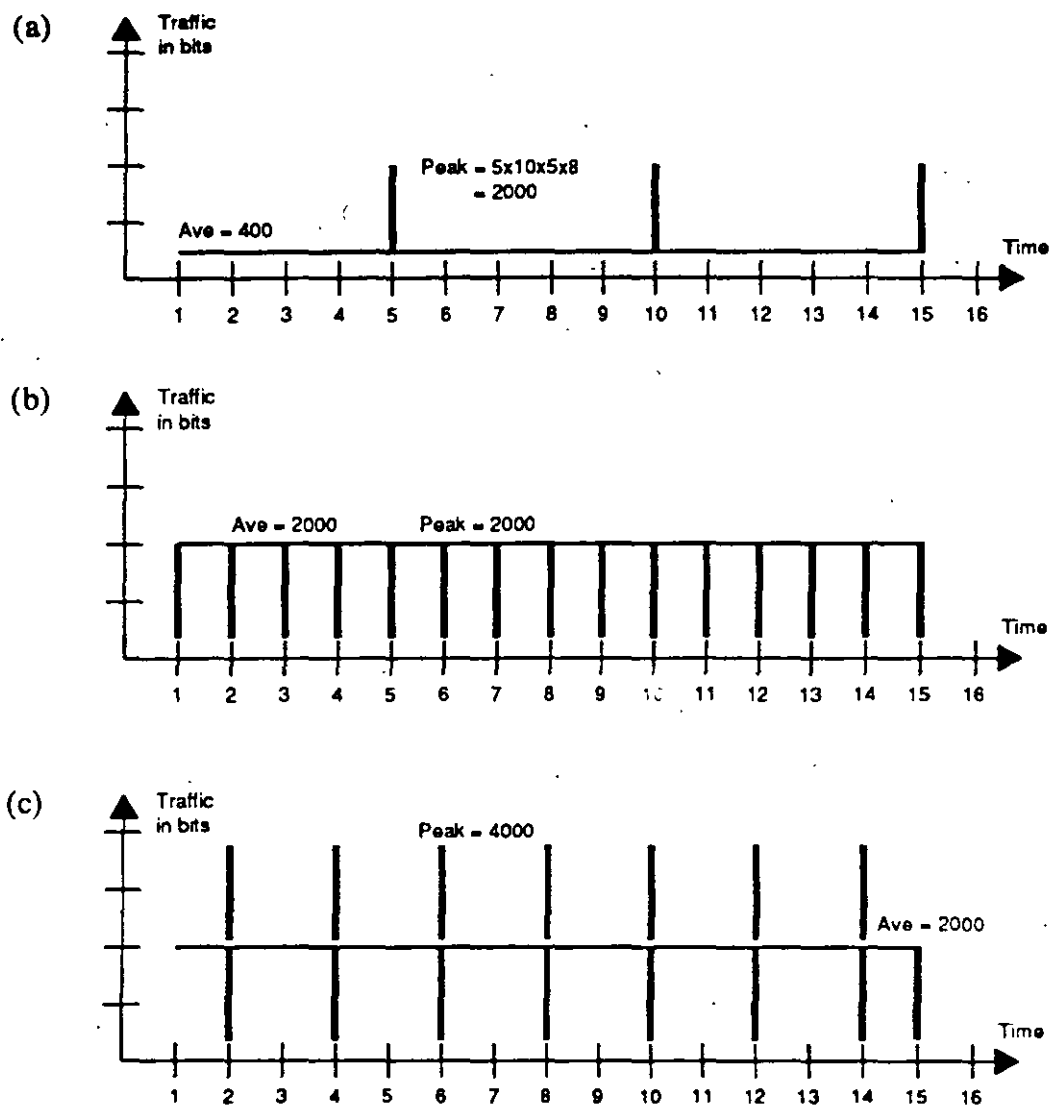 (a)
Traffic
in bits
Peak = 5x10x5x8
= 2000
Ave = 400
Time
1 2 3 4 5 6 7 8 9 10 11 12 13 14 15 16
(b)
Traffic
in bits
Ave = 2000 Peak = 2000
Time
1 2 3 4 5 6 7 8 9 10 11 12 13 14 15 16
(c)
Traffic
in bits
Peak = 4000
Ave = 2000
Time
1 2 3 4 5 6 7 8 9 10 11 12 13 14 15 16